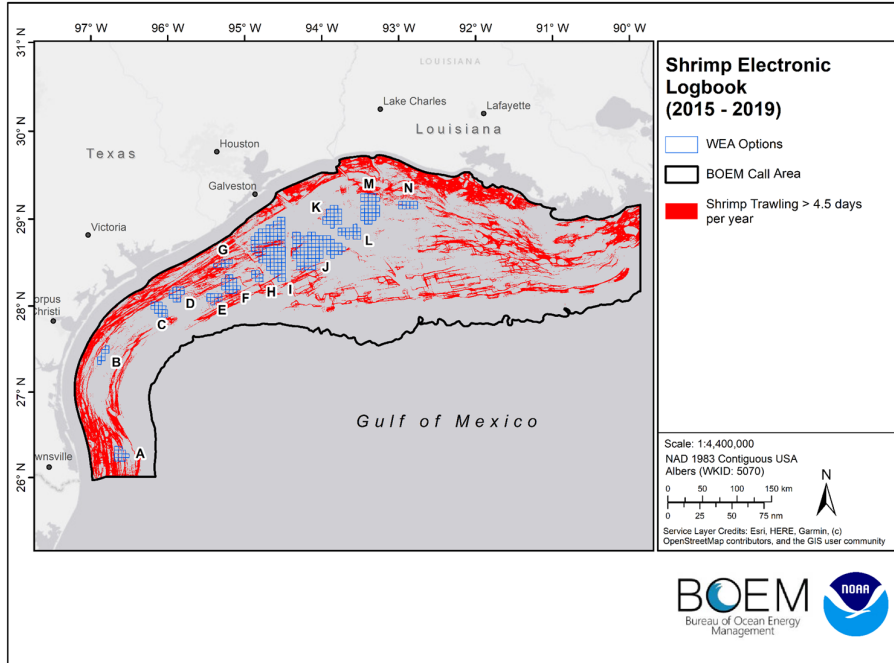 97° W 96° W 95° W 94° W 93° W 92° W 91° W 90° W
31° N
30° N
29° N
28° N
27° N
26° N
LOUISIANA
Lake Charles
Lafayette
Louisiana
Texas
Houston
Galveston
Victoria
orpus
Christi
wnsville
M
N
K
L
G
J
I
H
F
E
D
C
B
A
Gulf of Mexico
Shrimp Electronic
Logbook
(2015 - 2019)
WEA Options
BOEM Call Area
Shrimp Trawling > 4.5 days
per year
Scale: 1:4,400,000
NAD 1983 Contiguous USA
Albers (WKID: 5070)
N
0 50 100 150 km
0 25 50 75 nm
Service Layer Credits: Esri, HERE, Garmin, (c)
OpenStreetMap contributors, and the GIS user community
BOEM
Bureau of Ocean Energy
Management
NOAA